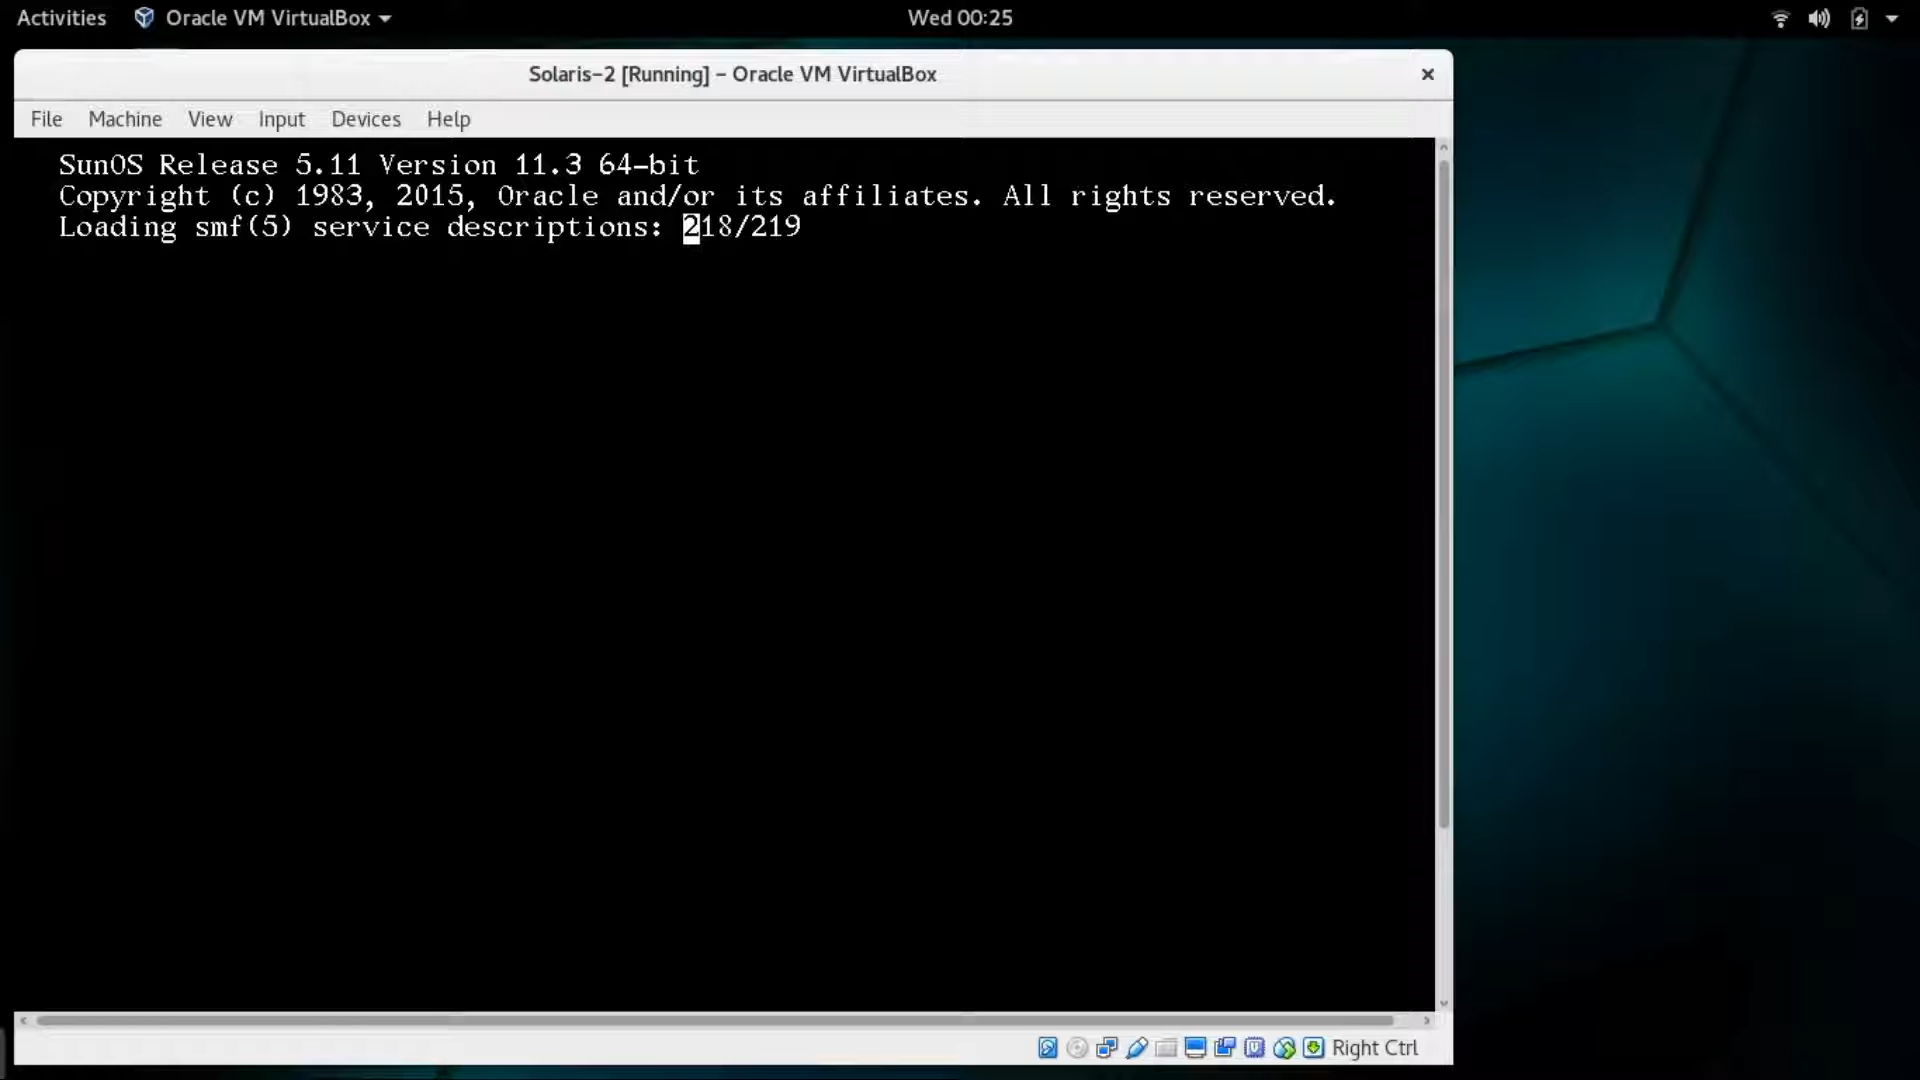 Activities Oracle VM VirtualBox Wed 00:25
Solaris-2 [Running] - Oracle VM VirtualBox
File Machine View Input Devices Help
SunOS Release 5.11 Version 11.3 64-bit
Copyright (c) 1983, 2015, Oracle and/or its affiliates. All rights reserved.
Loading smf(5) service descriptions: 218/219
Right Ctrl